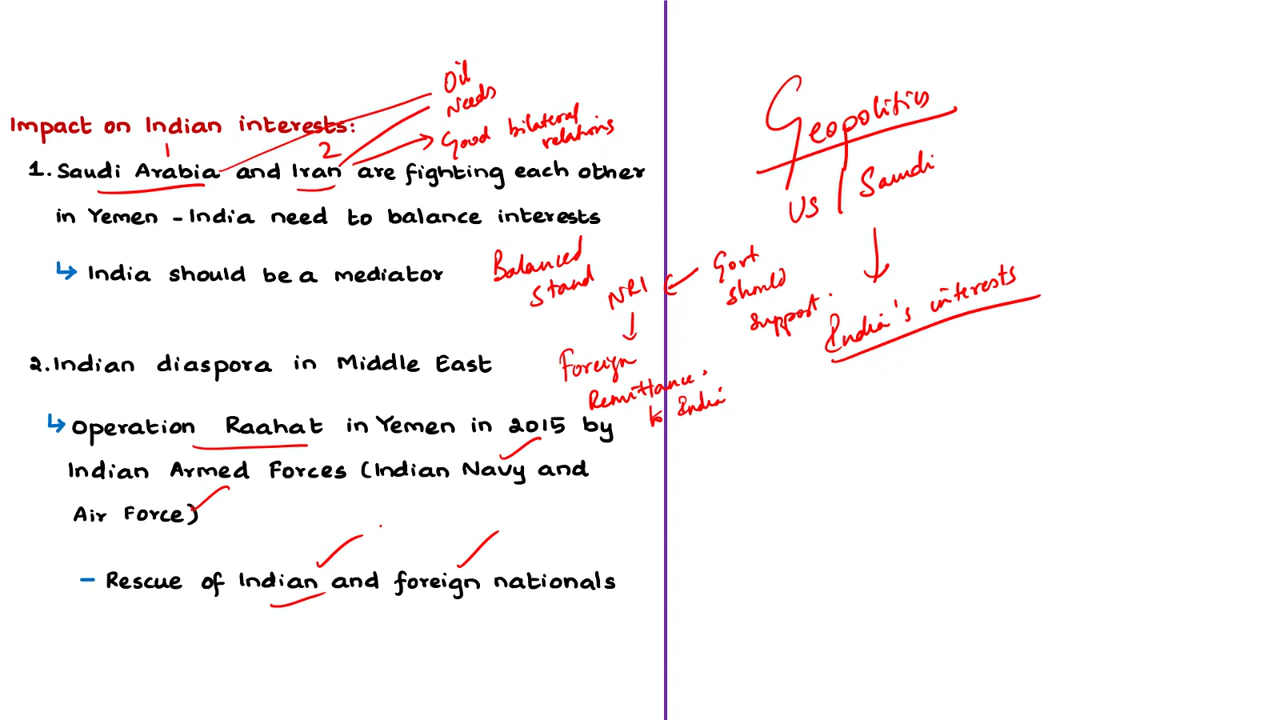 Impact on Indian interests:
1. Saudi Arabia and Iran are fighting each other
in Yemen - India need to balance interests
↳ India should be a mediator
2. Indian diaspora in Middle East
↳ Operation Raahat in Yemen in 2015 by
Indian Armed Forces (Indian Navy and
Air Force)
- Rescue of Indian and foreign nationals
1
2
Oil
Needs
Good bilateral
relations
Balanced
Stand
NRI
Foreign
Remittance.
to India
Govt
should
support.
Geopolitics
US / Saudi
India's interests